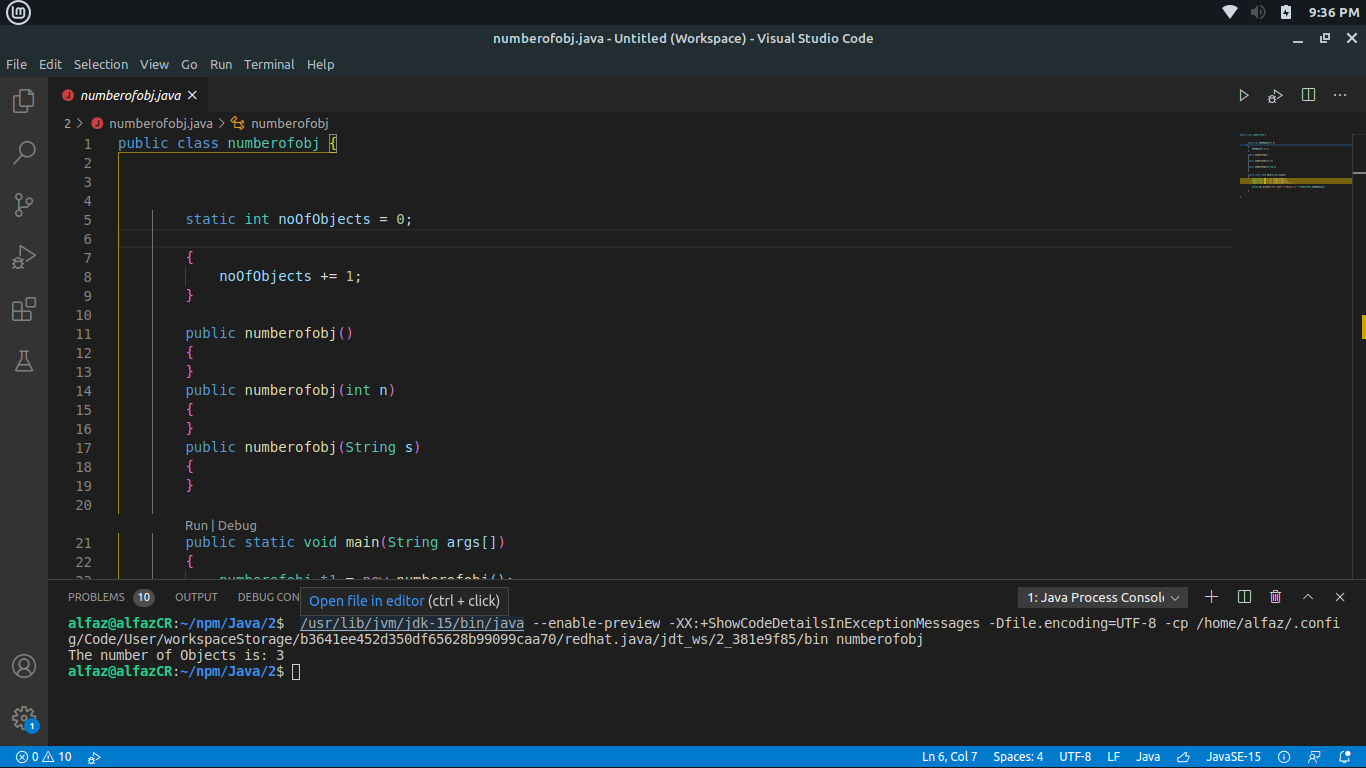 9:36 PM
numberofobj.java - Untitled (Workspace) - Visual Studio Code
File Edit Selection View Go Run Terminal Help
numberofobj.java
2 > numberofobj.java > numberofobj
1 public class numberofobj {
2
3
4
5 static int noOfObjects = 0;
6
7 {
8 noOfObjects += 1;
9 }
10
11 public numberofobj()
12 {
13 }
14 public numberofobj(int n)
15 {
16 }
17 public numberofobj(String s)
18 {
19 }
20
Run | Debug
21 public static void main(String args[])
22 {
23 numberofobj t1 = new numberofobj();
PROBLEMS 10 OUTPUT DEBUG CON
Open file in editor (ctrl + click)
1: Java Process Console
alfaz@alfazCR:~/npm/Java/2$ /usr/lib/jvm/jdk-15/bin/java --enable-preview -XX:+ShowCodeDetailsInExceptionMessages -Dfile.encoding=UTF-8 -cp /home/alfaz/.confi
g/Code/User/workspaceStorage/b3641ee452d350df65628b99099caa70/redhat.java/jdt_ws/2_381e9f85/bin numberofobj
The number of Objects is: 3
alfaz@alfazCR:~/npm/Java/2$
1
0 10
Ln 6, Col 7 Spaces: 4 UTF-8 LF Java JavaSE-15